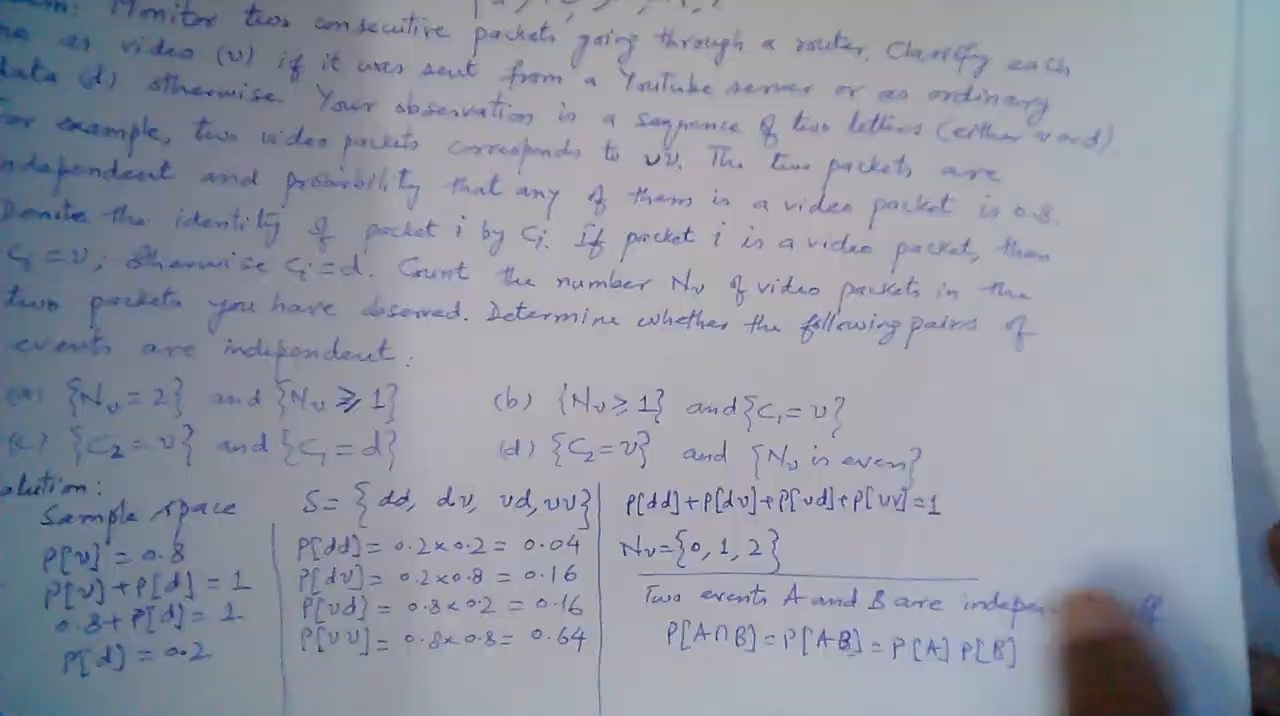 Monitor two consecutive packets going through a router. Classify each
as video (v) if it was sent from a YouTube server or as ordinary
data (d) otherwise. Your observation is a sequence of two letters (either v or d)
For example, two video packets corresponds to vv. The two packets are
independent and probability that any of them is a video packet is 0.8.
Denote the identity of packet i by Ci. If packet i is a video packet, then
Ci = v; otherwise Ci = d. Count the number Nv of video packets in the
two packets you have observed. Determine whether the following pairs of
events are independent:
(a) {Nv = 2} and {Nv ≥ 1} (b) {Nv ≥ 1} and {C1 = v}
(c) {C2 = v} and {C1 = d} (d) {C2 = v} and {Nv is even}
olution:
Sample space S = {dd, dv, vd, vv}
P[v] = 0.8
P[v] + P[d] = 1
0.8 + P[d] = 1
P[d] = 0.2
P[dd] = 0.2 × 0.2 = 0.04
P[dv] = 0.2 × 0.8 = 0.16
P[vd] = 0.8 × 0.2 = 0.16
P[vv] = 0.8 × 0.8 = 0.64
P[dd] + P[dv] + P[vd] + P[vv] = 1
Nv = {0, 1, 2}
Two events A and B are indepen
P[A∩B] = P[AB] = P[A] P[B]